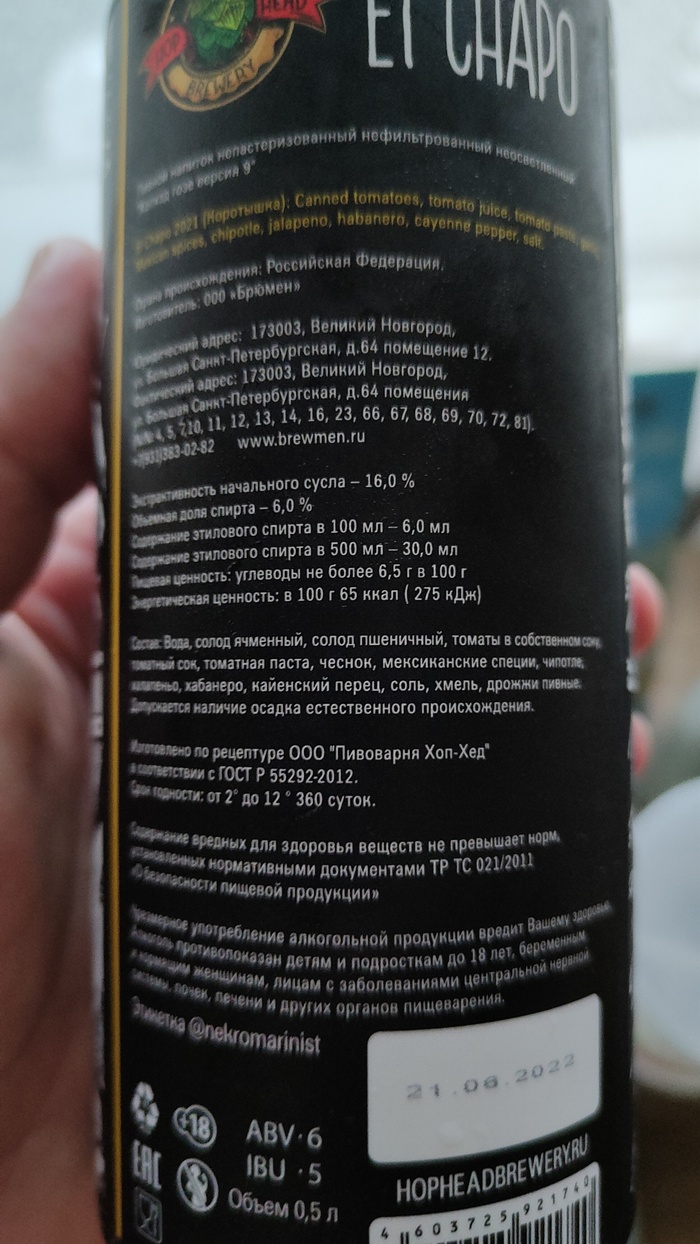 HOP HEAD
BREWERY
El CHAPO
Пивной напиток непастеризованный нефильтрованный неосветленный
"Томато гозе версия 9"
El Chapo 2021 (Коротышка): Canned tomatoes, tomato juice, tomato paste, garlic,
Mexican spices, chipotle, jalapeno, habanero, cayenne pepper, salt.
Страна происхождения: Российская Федерация.
Изготовитель: ООО «Брюмен»
Юридический адрес: 173003, Великий Новгород,
ул. Большая Санкт-Петербургская, д.64 помещение 12.
Фактический адрес: 173003, Великий Новгород,
ул. Большая Санкт-Петербургская, д.64 помещения
4, 5, 7,10, 11, 12, 13, 14, 16, 23, 66, 67, 68, 69, 70, 72, 81).
+7(931)383-02-82 www.brewmen.ru
Экстрактивность начального сусла – 16,0 %
Объемная доля спирта – 6,0 %
Содержание этилового спирта в 100 мл – 6,0 мл
Содержание этилового спирта в 500 мл – 30,0 мл
Пищевая ценность: углеводы не более 6,5 г в 100 г
Энергетическая ценность: в 100 г 65 ккал ( 275 кДж)
Состав: Вода, солод ячменный, солод пшеничный, томаты в собственном соку,
томатный сок, томатная паста, чеснок, мексиканские специи, чипотле,
халапеньо, хабанеро, кайенский перец, соль, хмель, дрожжи пивные.
Допускается наличие осадка естественного происхождения.
Изготовлено по рецептуре ООО "Пивоварня Хоп-Хед"
в соответствии с ГОСТ Р 55292-2012.
Срок годности: от 2° до 12 ° 360 суток.
Содержание вредных для здоровья веществ не превышает норм,
установленных нормативными документами ТР ТС 021/2011
«О безопасности пищевой продукции»
Чрезмерное употребление алкогольной продукции вредит Вашему здоровью.
Алкоголь противопоказан детям и подросткам до 18 лет, беременным
и кормящим женщинам, лицам с заболеваниями центральной нервной
системы, почек, печени и других органов пищеварения.
Этикетка @nekromarinist
21.06.2022
+18
ABV·6
EAC
IBU ·5
Объем 0,5 л
HOPHEADBREWERY.RU
4 603725 921740